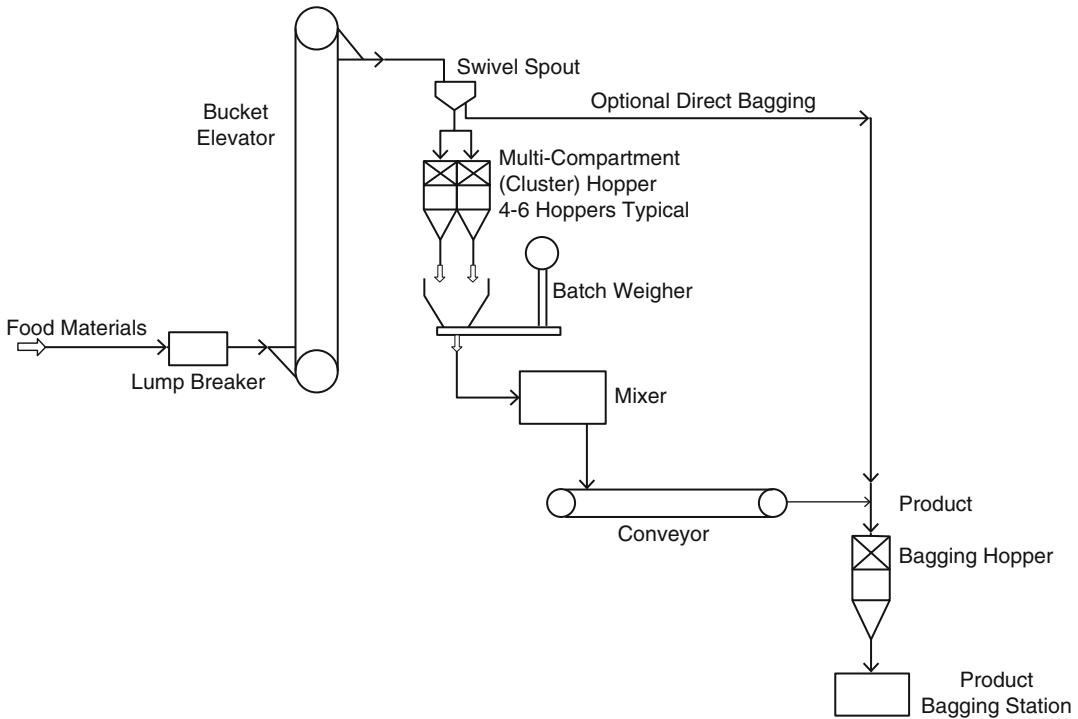 Swivel Spout
Optional Direct Bagging
Bucket
Elevator
Multi-Compartment
(Cluster) Hopper
4-6 Hoppers Typical
Batch Weigher
Food Materials
Lump Breaker
Mixer
Product
Conveyor
Bagging Hopper
Product
Bagging Station